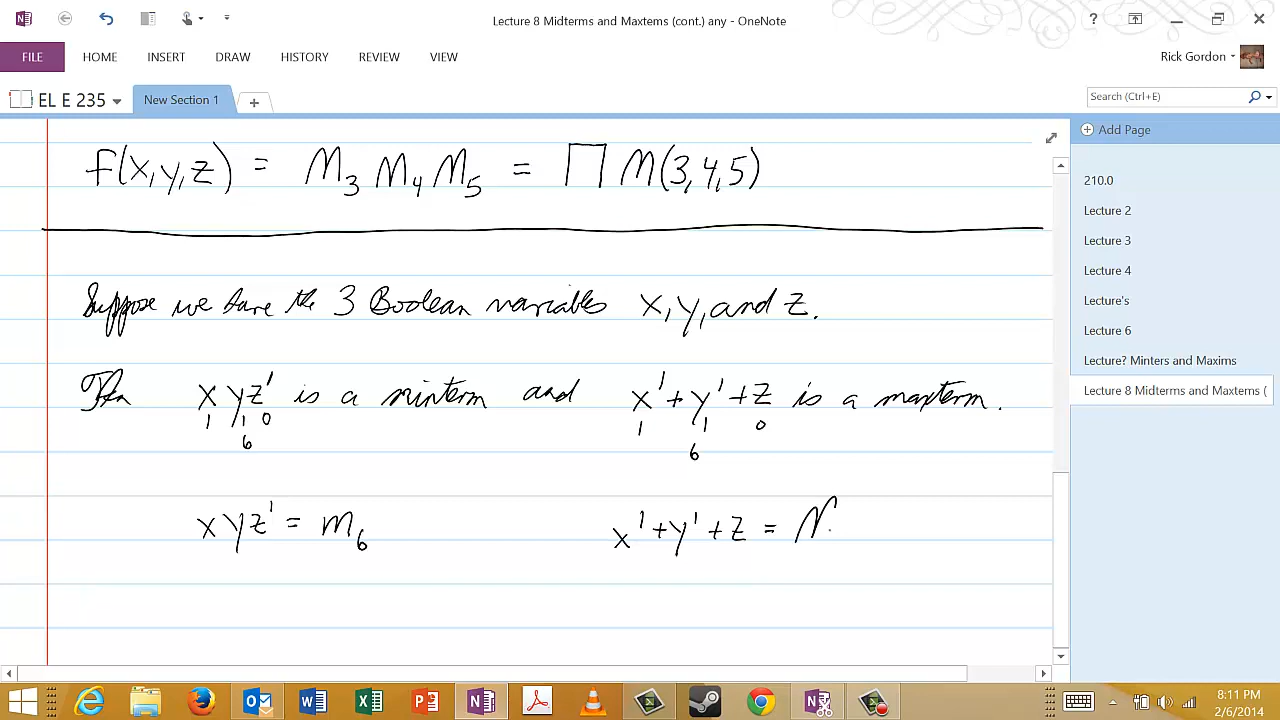 Lecture 8 Midterms and Maxtems (cont.) any - OneNote
?
FILE HOME INSERT DRAW HISTORY REVIEW VIEW
Rick Gordon
EL E 235 New Section 1
Search (Ctrl+E)
Add Page
210.0
Lecture 2
Lecture 3
Lecture 4
Lecture's
Lecture 6
Lecture? Minters and Maxims
Lecture 8 Midterms and Maxtems (
f(x,y,z) = M₃ M₄ M₅ = ∏ M(3,4,5)
Suppose we have the 3 Boolean variables x, y, and z.
Then x y z' is a minterm and x' + y' + z is a maxterm.
1 1 0 1 1 0
6 6
x y z' = m₆ x' + y' + z = M
8:11 PM
2/6/2014